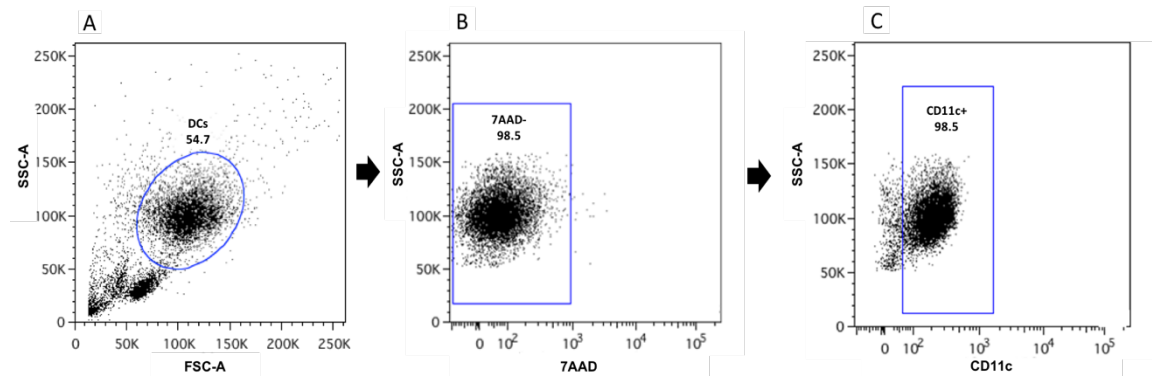 A
250K
200K
150K
100K
50K
0
SSC-A
DCs
54.7
0 50K 100K 150K 200K 250K
FSC-A
B
250K
200K
150K
100K
50K
0
SSC-A
7AAD-
98.5
0 10² 10³ 10⁴ 10⁵
7AAD
C
250K
200K
150K
100K
50K
0
SSC-A
CD11c+
98.5
0 10² 10³ 10⁴ 10⁵
CD11c